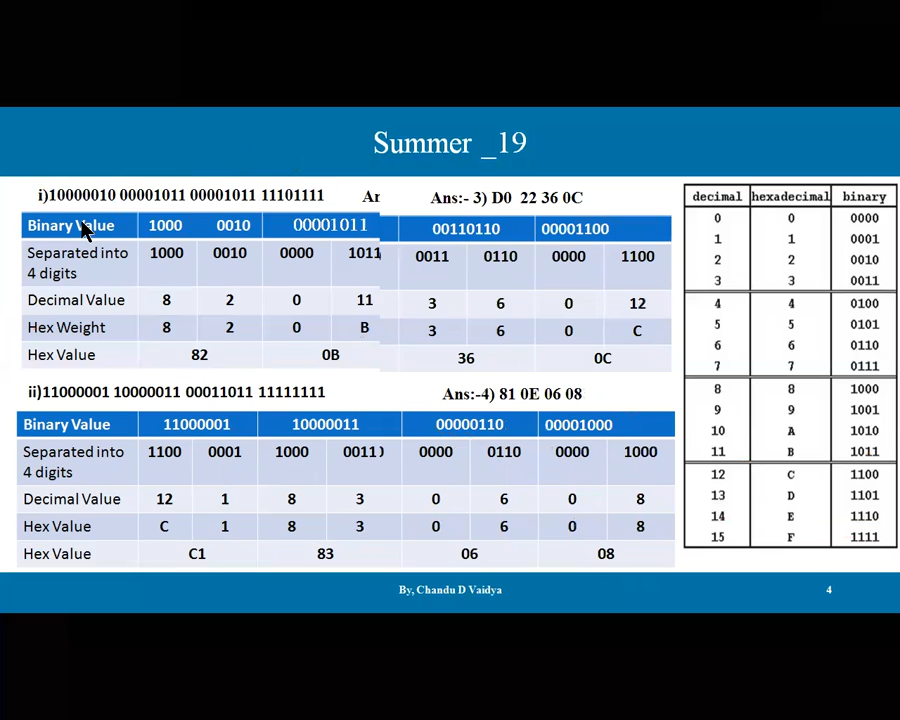 Summer _19
i)10000010 00001011 00001011 11101111
Ar
Ans:- 3) D0 22 36 0C
Binary Value 1000 0010 00001011 00110110 00001100
Separated into 4 digits 1000 0010 0000 1011 0011 0110 0000 1100
Decimal Value 8 2 0 11 3 6 0 12
Hex Weight 8 2 0 B 3 6 0 C
Hex Value 82 0B 36 0C
ii)11000001 10000011 00011011 11111111
Ans:-4) 81 0E 06 08
Binary Value 11000001 10000011 00000110 00001000
Separated into 4 digits 1100 0001 1000 0011 0000 0110 0000 1000
Decimal Value 12 1 8 3 0 6 0 8
Hex Value C 1 8 3 0 6 0 8
Hex Value C1 83 06 08
decimal hexadecimal binary
0 0 0000
1 1 0001
2 2 0010
3 3 0011
4 4 0100
5 5 0101
6 6 0110
7 7 0111
8 8 1000
9 9 1001
10 A 1010
11 B 1011
12 C 1100
13 D 1101
14 E 1110
15 F 1111
By, Chandu D Vaidya
4